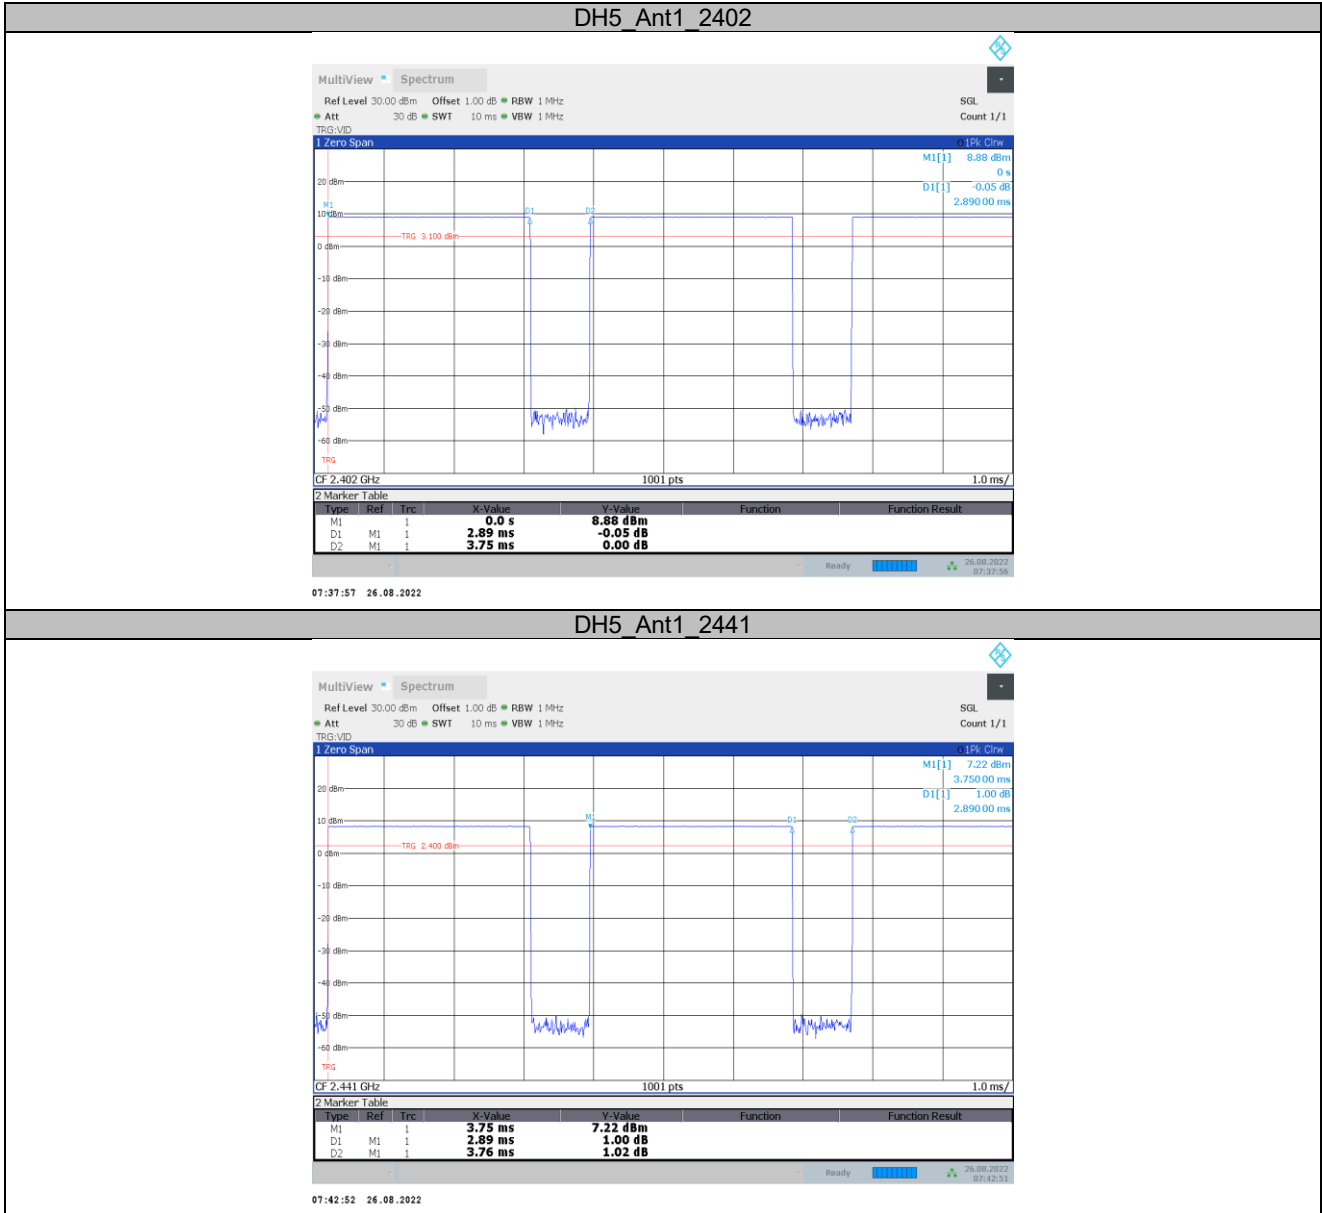 DH5_Ant1_2402
MultiView Spectrum
Ref Level 30.00 dBm Offset 1.00 dB RBW 1 MHz SGL
Att 30 dB SWT 10 ms VBW 1 MHz Count 1/1
TRG:VID
1 Zero Span 1Pk Clrw
M1[1] 8.88 dBm
0 s
D1[1] -0.05 dB
2.89000 ms
20 dBm
M1
10 dBm
D1 D2
TRG 3.100 dBm
0 dBm
-10 dBm
-20 dBm
-30 dBm
-40 dBm
-50 dBm
-60 dBm
TRG
CF 2.402 GHz 1001 pts 1.0 ms/
2 Marker Table
Type Ref Trc X-Value Y-Value Function Function Result
M1 1 0.0 s 8.88 dBm
D1 M1 1 2.89 ms -0.05 dB
D2 M1 1 3.75 ms 0.00 dB
Ready 26.08.2022
07:37:56
07:37:57 26.08.2022
DH5_Ant1_2441
MultiView Spectrum
Ref Level 30.00 dBm Offset 1.00 dB RBW 1 MHz SGL
Att 30 dB SWT 10 ms VBW 1 MHz Count 1/1
TRG:VID
1 Zero Span 1Pk Clrw
M1[1] 7.22 dBm
3.75000 ms
D1[1] 1.00 dB
2.89000 ms
20 dBm
10 dBm
M1 D1 D2
TRG 2.400 dBm
0 dBm
-10 dBm
-20 dBm
-30 dBm
-40 dBm
-50 dBm
-60 dBm
TRG
CF 2.441 GHz 1001 pts 1.0 ms/
2 Marker Table
Type Ref Trc X-Value Y-Value Function Function Result
M1 1 3.75 ms 7.22 dBm
D1 M1 1 2.89 ms 1.00 dB
D2 M1 1 3.76 ms 1.02 dB
Ready 26.08.2022
07:42:51
07:42:52 26.08.2022